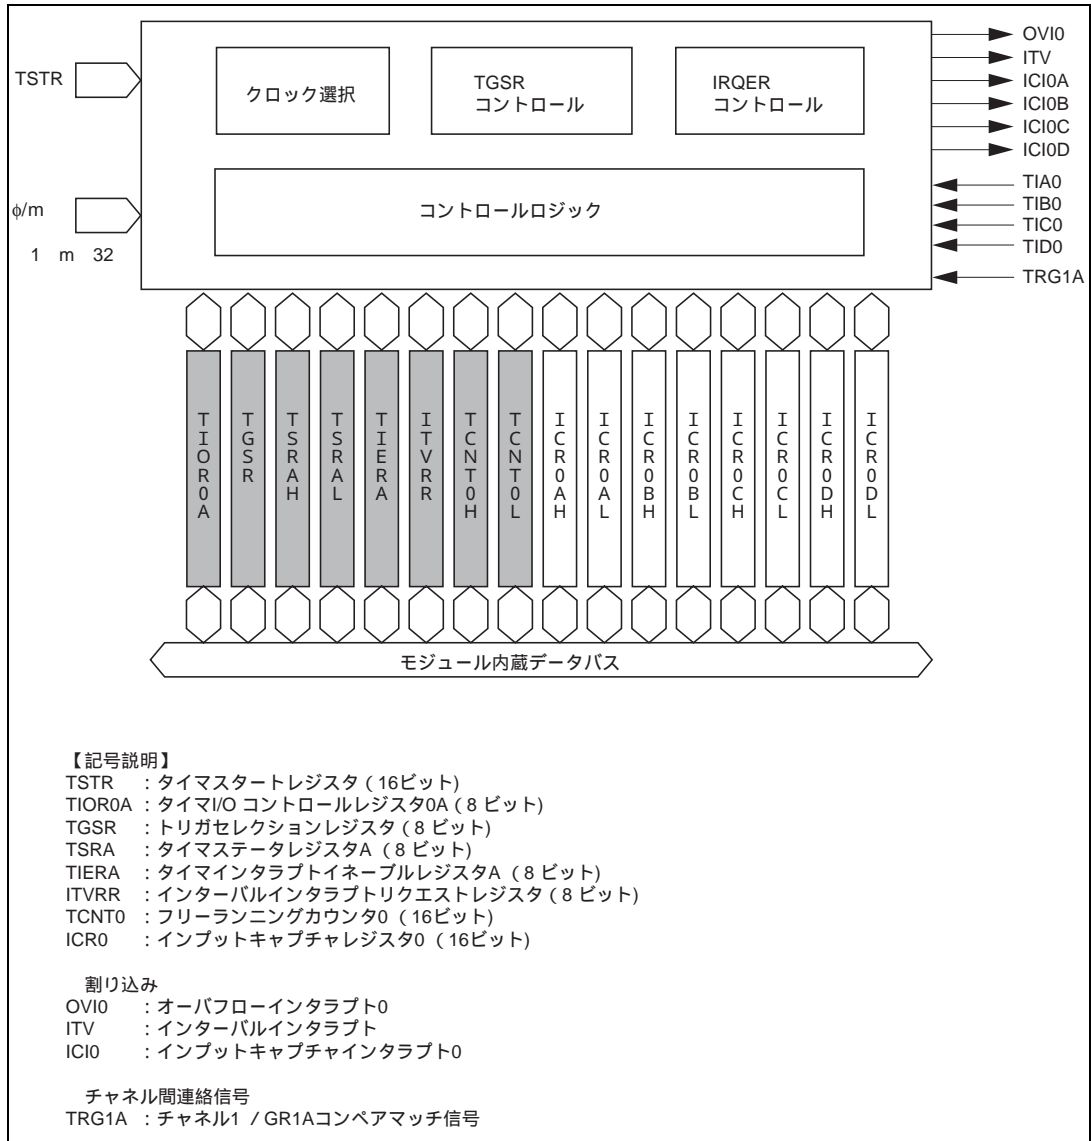 TSTR
φ/m
1 m 32
クロック選択
TGSR
コントロール
IRQER
コントロール
コントロールロジック
OVI0
ITV
ICI0A
ICI0B
ICI0C
ICI0D
TIA0
TIB0
TIC0
TID0
TRG1A
TIOR0A
TGSR
TSRAH
TSRAL
TIERA
ITVRR
TCNT0H
TCNT0L
ICR0AH
ICR0AL
ICR0BH
ICR0BL
ICR0CH
ICR0CL
ICR0DH
ICR0DL
モジュール内蔵データバス
【記号説明】
TSTR :タイマスタートレジスタ(16ビット)
TIOR0A :タイマI/O コントロールレジスタ0A(8 ビット)
TGSR :トリガセレクションレジスタ(8 ビット)
TSRA :タイマステータレジスタA (8 ビット)
TIERA :タイマインタラプトイネーブルレジスタA (8 ビット)
ITVRR :インターバルインタラプトリクエストレジスタ(8 ビット)
TCNT0 :フリーランニングカウンタ0 (16ビット)
ICR0 :インプットキャプチャレジスタ0 (16ビット)
割り込み
OVI0 :オーバフローインタラプト0
ITV :インターバルインタラプト
ICI0 :インプットキャプチャインタラプト0
チャネル間連絡信号
TRG1A :チャネル1 /GR1Aコンペアマッチ信号